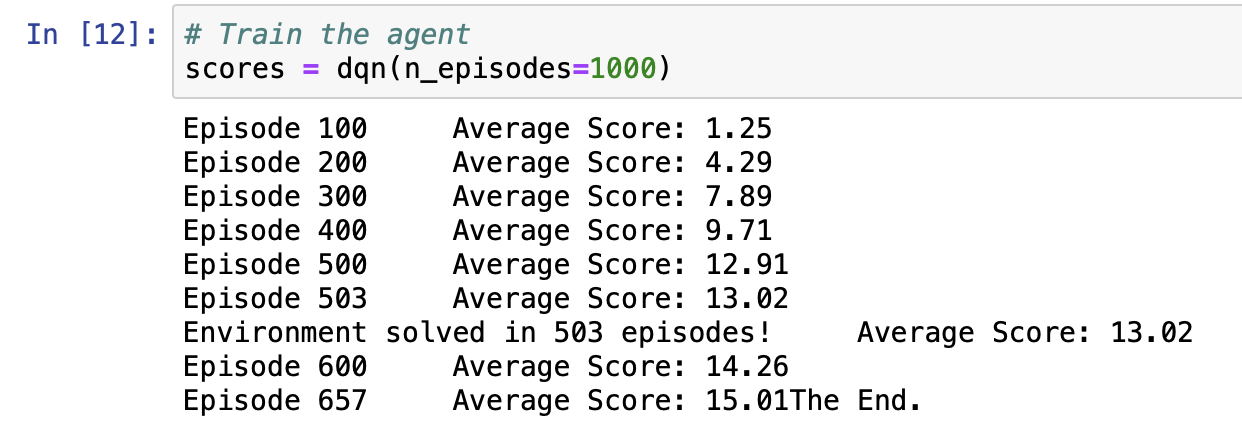 In [12]: # Train the agent
scores = dqn(n_episodes=1000)
Episode 100 Average Score: 1.25
Episode 200 Average Score: 4.29
Episode 300 Average Score: 7.89
Episode 400 Average Score: 9.71
Episode 500 Average Score: 12.91
Episode 503 Average Score: 13.02
Environment solved in 503 episodes! Average Score: 13.02
Episode 600 Average Score: 14.26
Episode 657 Average Score: 15.01The End.